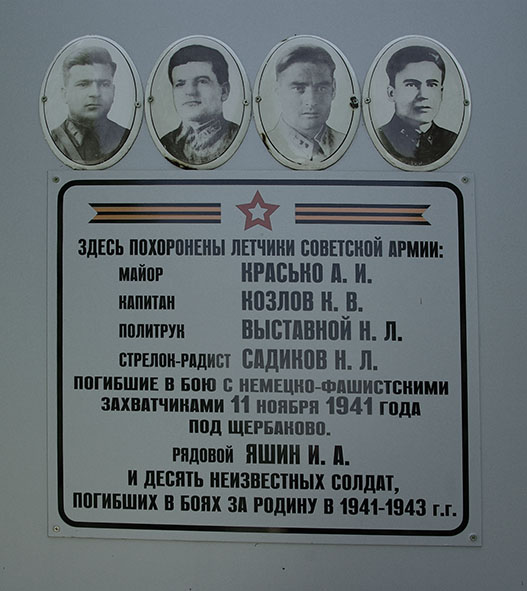 ЗДЕСЬ ПОХОРОНЕНЫ ЛЕТЧИКИ СОВЕТСКОЙ АРМИИ:
МАЙОР КРАСЬКО А. И.
КАПИТАН КОЗЛОВ К. В.
ПОЛИТРУК ВЫСТАВНОЙ Н. Л.
СТРЕЛОК-РАДИСТ САДИКОВ Н. Л.
ПОГИБШИЕ В БОЮ С НЕМЕЦКО-ФАШИСТСКИМИ
ЗАХВАТЧИКАМИ 11 НОЯБРЯ 1941 ГОДА
ПОД ЩЕРБАКОВО.
РЯДОВОЙ ЯШИН И. А.
И ДЕСЯТЬ НЕИЗВЕСТНЫХ СОЛДАТ,
ПОГИБШИХ В БОЯХ ЗА РОДИНУ В 1941-1943 г.г.